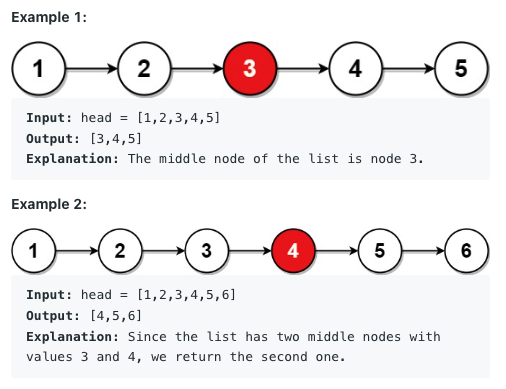 Example 1:
1 2 3 4 5
Input: head = [1,2,3,4,5]
Output: [3,4,5]
Explanation: The middle node of the list is node 3.
Example 2:
1 2 3 4 5 6
Input: head = [1,2,3,4,5,6]
Output: [4,5,6]
Explanation: Since the list has two middle nodes with
values 3 and 4, we return the second one.